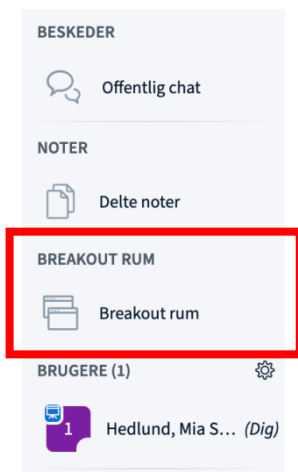 BESKEDER
Offentlig chat
NOTER
Delte noter
BREAKOUT RUM
Breakout rum
BRUGERE (1)
1
Hedlund, Mia S... (Dig)